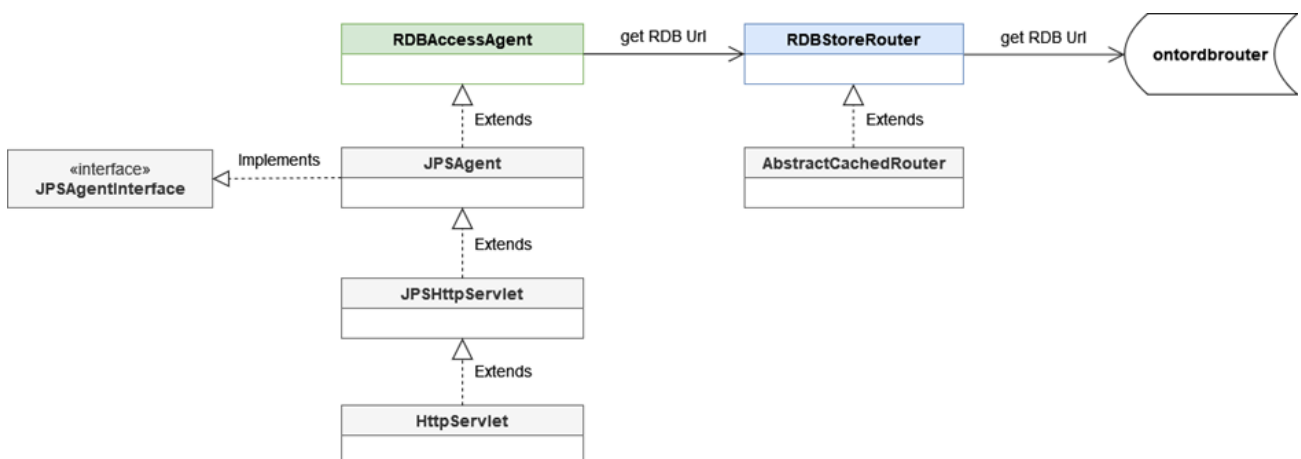 RDBAccessAgent
get RDB Url
RDBStoreRouter
get RDB Url
ontordbrouter
Extends
Extends
«interface»
JPSAgentInterface
Implements
JPSAgent
AbstractCachedRouter
Extends
JPSHttpServlet
Extends
HttpServlet